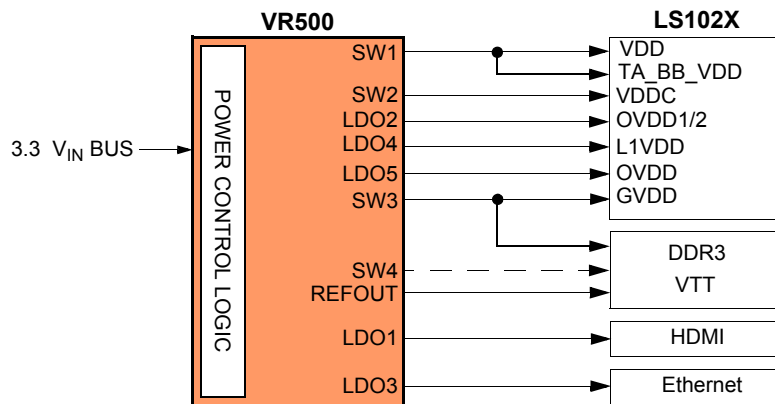 VR500
LS102X
POWER CONTROL LOGIC
3.3 VIN BUS
SW1
VDD
TA_BB_VDD
SW2
VDDC
LDO2
OVDD1/2
LDO4
L1VDD
LDO5
OVDD
SW3
GVDD
DDR3
SW4
VTT
REFOUT
LDO1
HDMI
LDO3
Ethernet